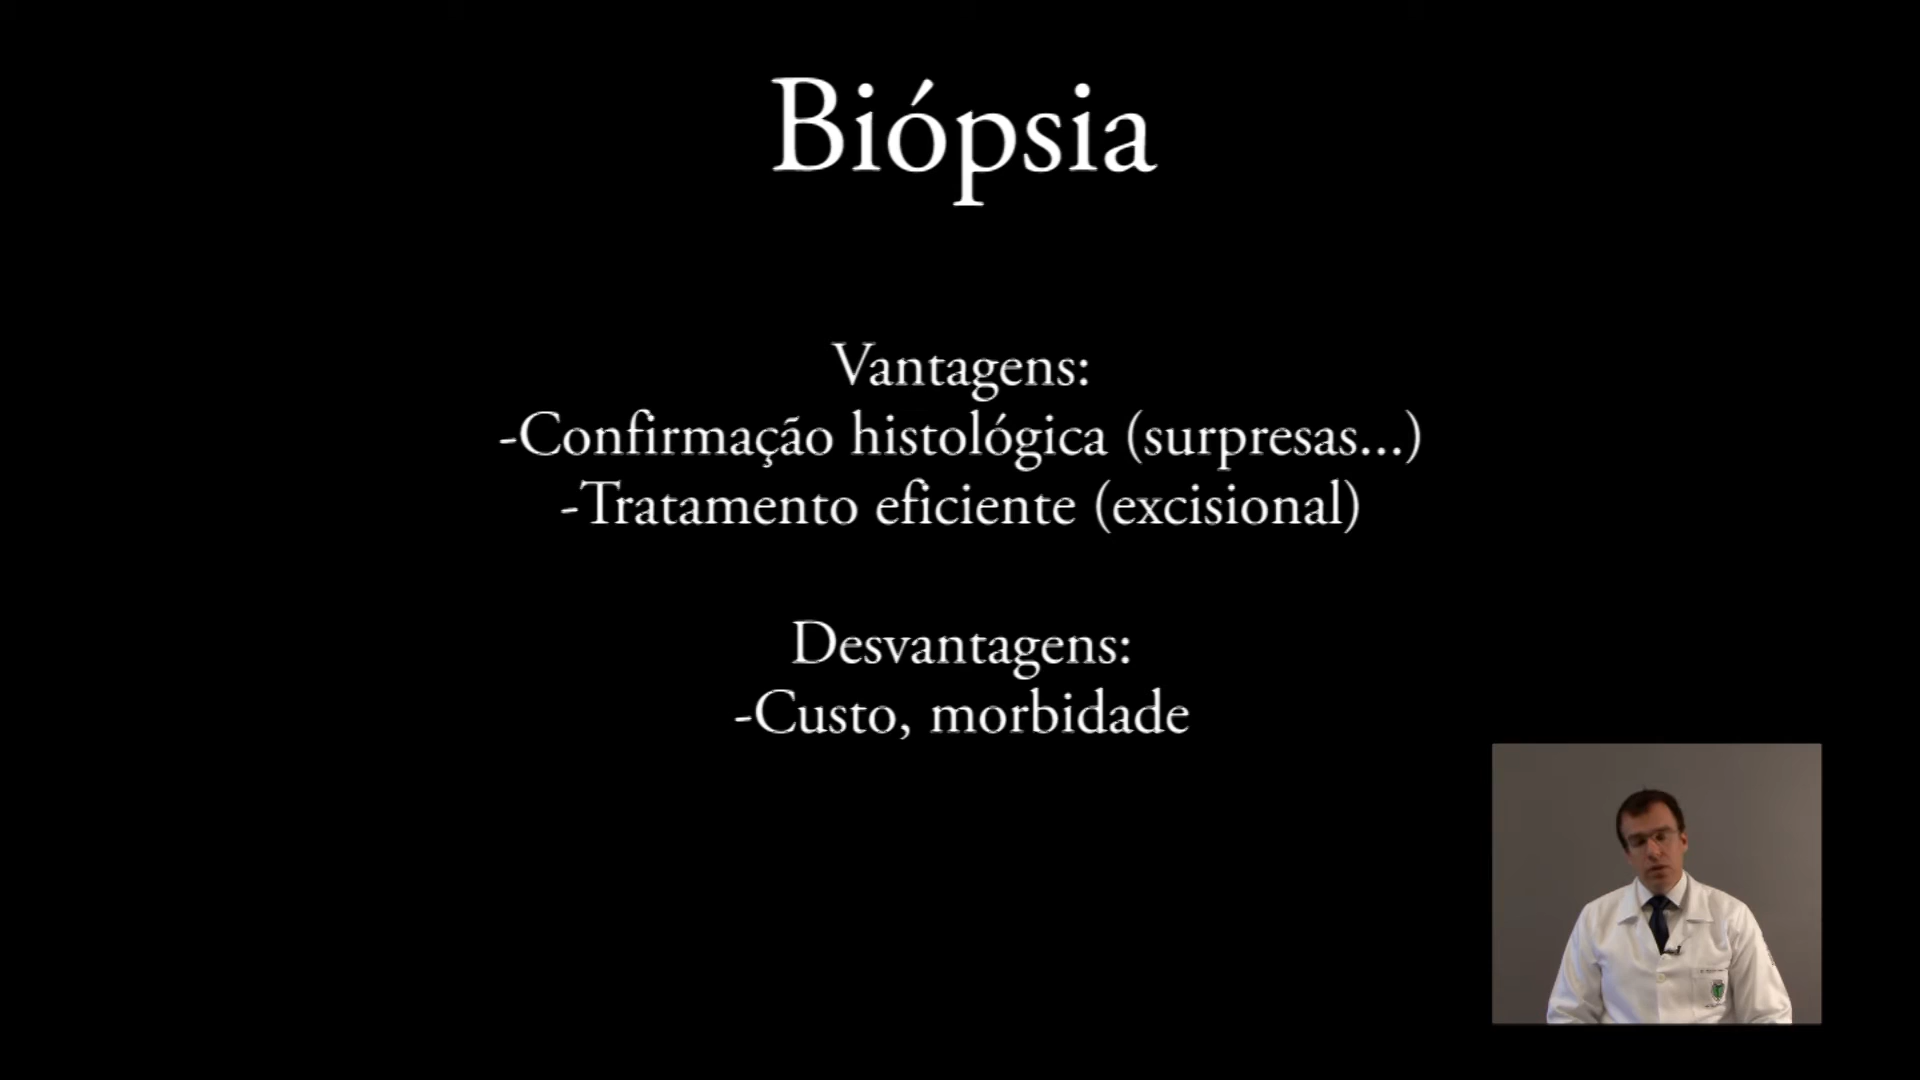 Biópsia
Vantagens:
-Confirmação histológica (surpresas...)
-Tratamento eficiente (excisional)
Desvantagens:
-Custo, morbidade